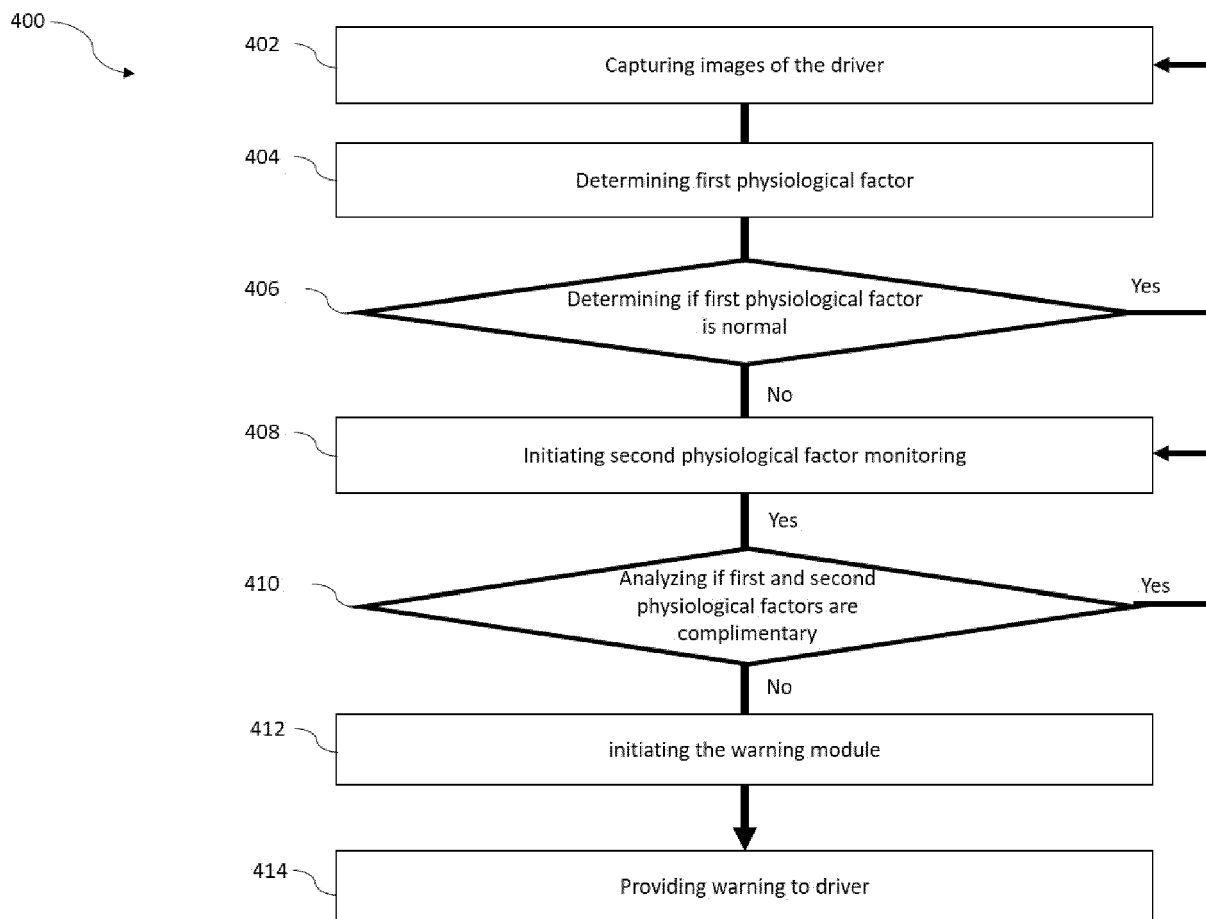 400
402
Capturing images of the driver
404
Determining first physiological factor
406
Determining if first physiological factor
is normal
Yes
No
408
Initiating second physiological factor monitoring
Yes
410
Analyzing if first and second
physiological factors are
complimentary
Yes
No
412
initiating the warning module
414
Providing warning to driver